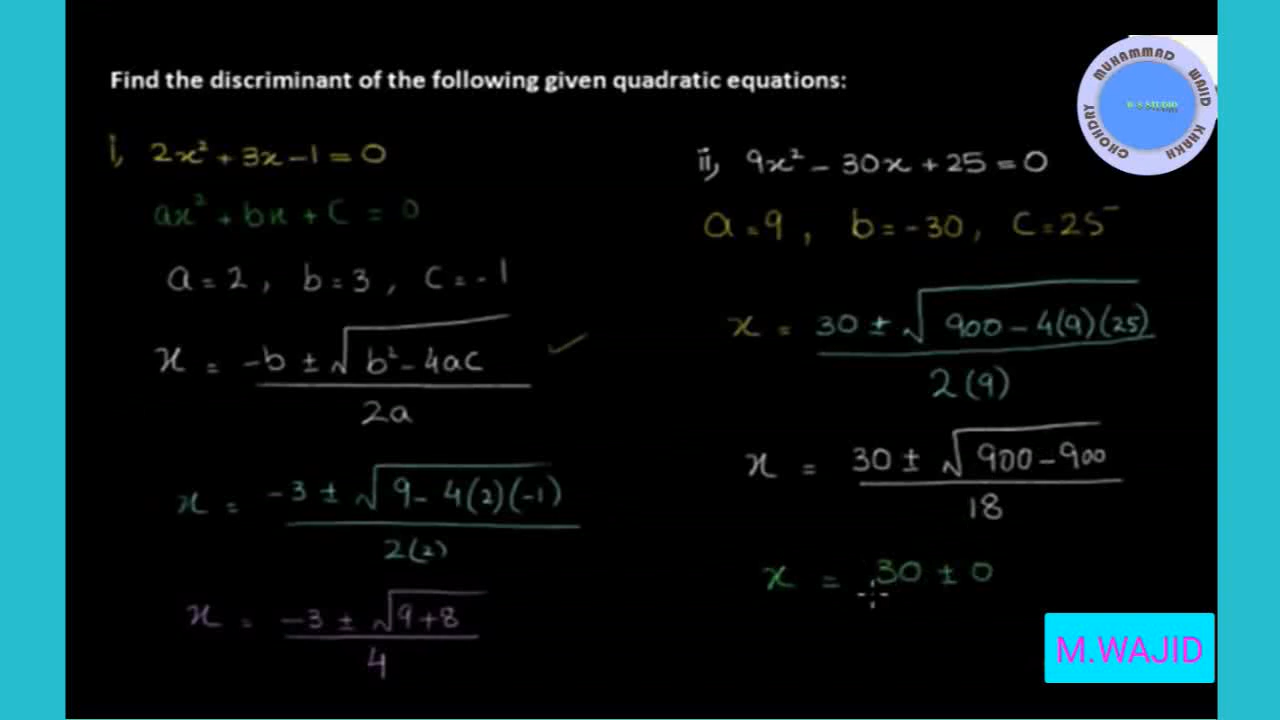 Find the discriminant of the following given quadratic equations:
i, 2x² + 3x - 1 = 0
ax² + bx + c = 0
a = 2, b = 3, c = -1
x = -b ± √b² - 4ac
2a
x = -3 ± √9 - 4(2)(-1)
2(2)
x = -3 ± √9 + 8
4
ii, 9x² - 30x + 25 = 0
a = 9, b = -30, c = 25
x = 30 ± √900 - 4(9)(25)
2(9)
x = 30 ± √900 - 900
18
x = 30 ± 0
MUHAMMAD WAJID KHAKH CHOHDRY
W-S STUDIO
M.WAJID